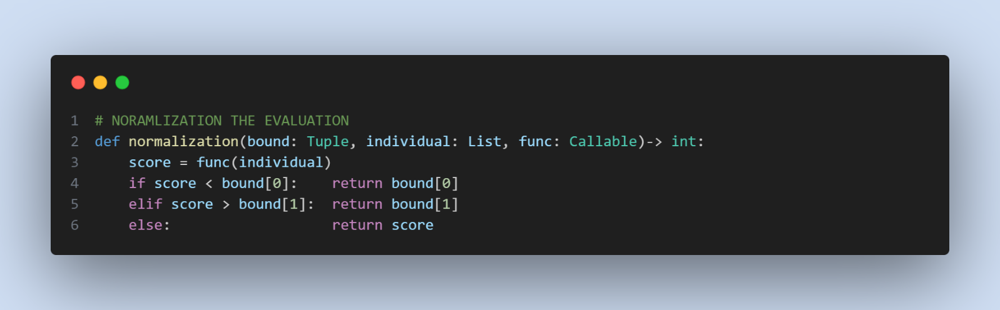 1 # NORAMLIZATION THE EVALUATION
2 def normalization(bound: Tuple, individual: List, func: Callable)-> int:
3     score = func(individual)
4     if score < bound[0]:    return bound[0]
5     elif score > bound[1]:  return bound[1]
6     else:                   return score